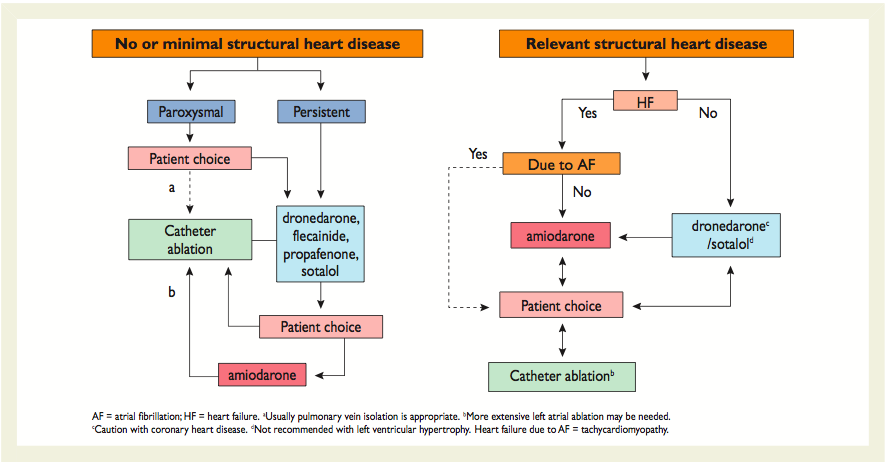 No or minimal structural heart disease
Paroxysmal
Persistent
Patient choice
a
Catheter
ablation
dronedarone,
flecainide,
propafenone,
sotalol
b
Patient choice
amiodarone
Relevant structural heart disease
HF
Yes
No
Yes
Due to AF
No
amiodarone
dronedaroneᶜ
/sotalolᵈ
Patient choice
Catheter ablationᵇ
AF = atrial fibrillation; HF = heart failure. ᵃUsually pulmonary vein isolation is appropriate. ᵇMore extensive left atrial ablation may be needed.
ᶜCaution with coronary heart disease. ᵈNot recommended with left ventricular hypertrophy. Heart failure due to AF = tachycardiomyopathy.